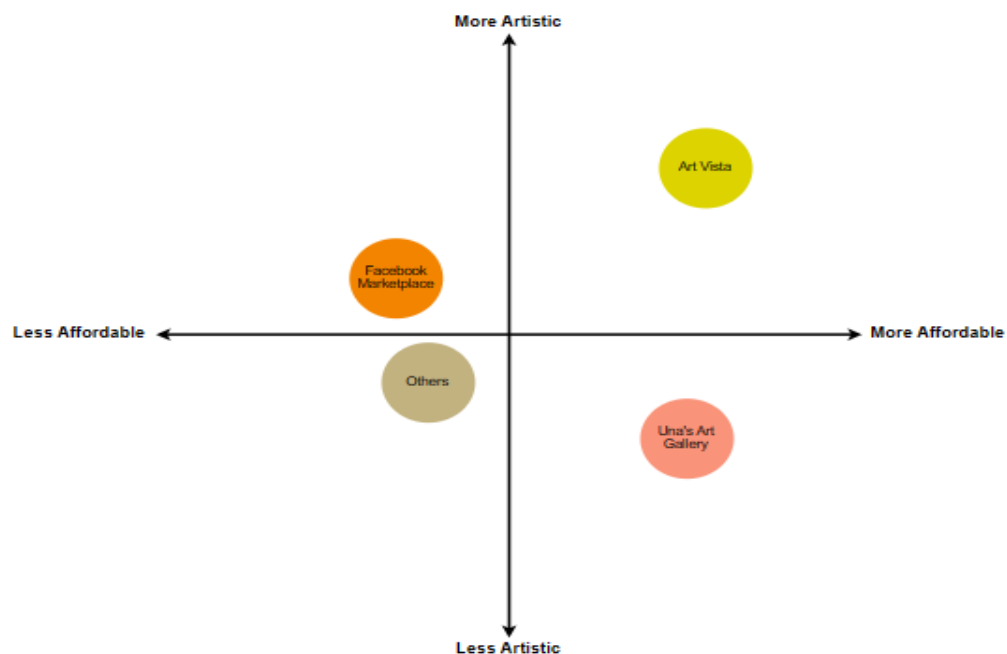 More Artistic
Art Vista
Facebook
Marketplace
Less Affordable
More Affordable
Others
Una's Art
Gallery
Less Artistic